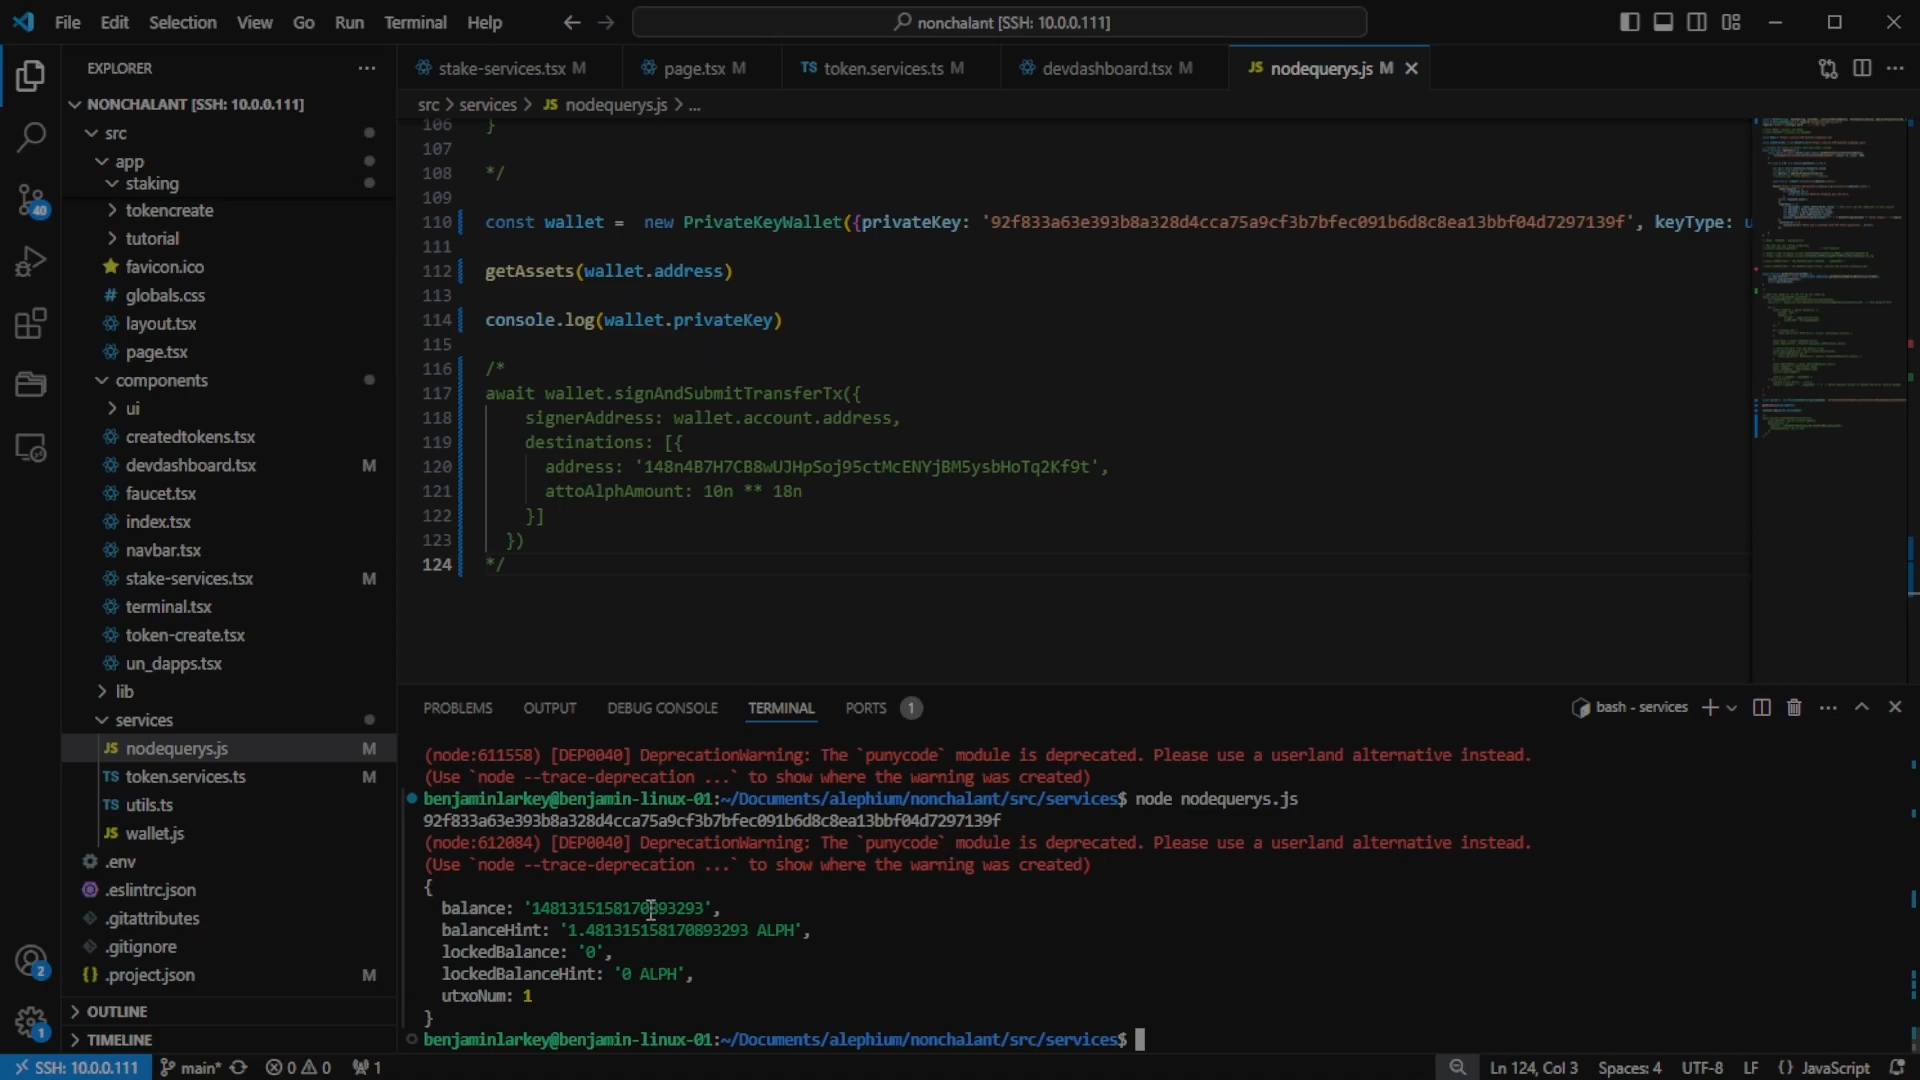 File Edit Selection View Go Run Terminal Help
nonchalant [SSH: 10.0.0.111]
EXPLORER
NONCHALANT [SSH: 10.0.0.111]
src
app
staking
tokencreate
tutorial
favicon.ico
# globals.css
layout.tsx
page.tsx
components
ui
createdtokens.tsx
devdashboard.tsx M
faucet.tsx
index.tsx
navbar.tsx
stake-services.tsx M
terminal.tsx
token-create.tsx
un_dapps.tsx
lib
services
JS nodequerys.js M
TS token.services.ts M
TS utils.ts
JS wallet.js
.env
.eslintrc.json
.gitattributes
.gitignore
{} .project.json M
OUTLINE
TIMELINE
40
2
1
stake-services.tsx M
page.tsx M
TS token.services.ts M
devdashboard.tsx M
JS nodequerys.js M
src > services > JS nodequerys.js > ...
106 }
107
108 */
109
110 const wallet = new PrivateKeyWallet({privateKey: '92f833a63e393b8a328d4cca75a9cf3b7bfec091b6d8c8ea13bbf04d7297139f', keyType: u
111
112 getAssets(wallet.address)
113
114 console.log(wallet.privateKey)
115
116 /*
117 await wallet.signAndSubmitTransferTx({
118 signerAddress: wallet.account.address,
119 destinations: [{
120 address: '148n4B7H7CB8wUJHpSoj95ctMcENYjBM5ysbHoTq2Kf9t',
121 attoAlphAmount: 10n ** 18n
122 }]
123 })
124 */
PROBLEMS OUTPUT DEBUG CONSOLE TERMINAL PORTS 1
bash - services
(node:611558) [DEP0040] DeprecationWarning: The `punycode` module is deprecated. Please use a userland alternative instead.
(Use `node --trace-deprecation ...` to show where the warning was created)
benjaminlarkey@benjamin-linux-01:~/Documents/alephium/nonchalant/src/services$ node nodequerys.js
92f833a63e393b8a328d4cca75a9cf3b7bfec091b6d8c8ea13bbf04d7297139f
(node:612084) [DEP0040] DeprecationWarning: The `punycode` module is deprecated. Please use a userland alternative instead.
(Use `node --trace-deprecation ...` to show where the warning was created)
{
balance: '1481315158170893293',
balanceHint: '1.481315158170893293 ALPH',
lockedBalance: '0',
lockedBalanceHint: '0 ALPH',
utxoNum: 1
}
benjaminlarkey@benjamin-linux-01:~/Documents/alephium/nonchalant/src/services$
SSH: 10.0.0.111 main* 0 0 1
Ln 124, Col 3 Spaces: 4 UTF-8 LF {} JavaScript